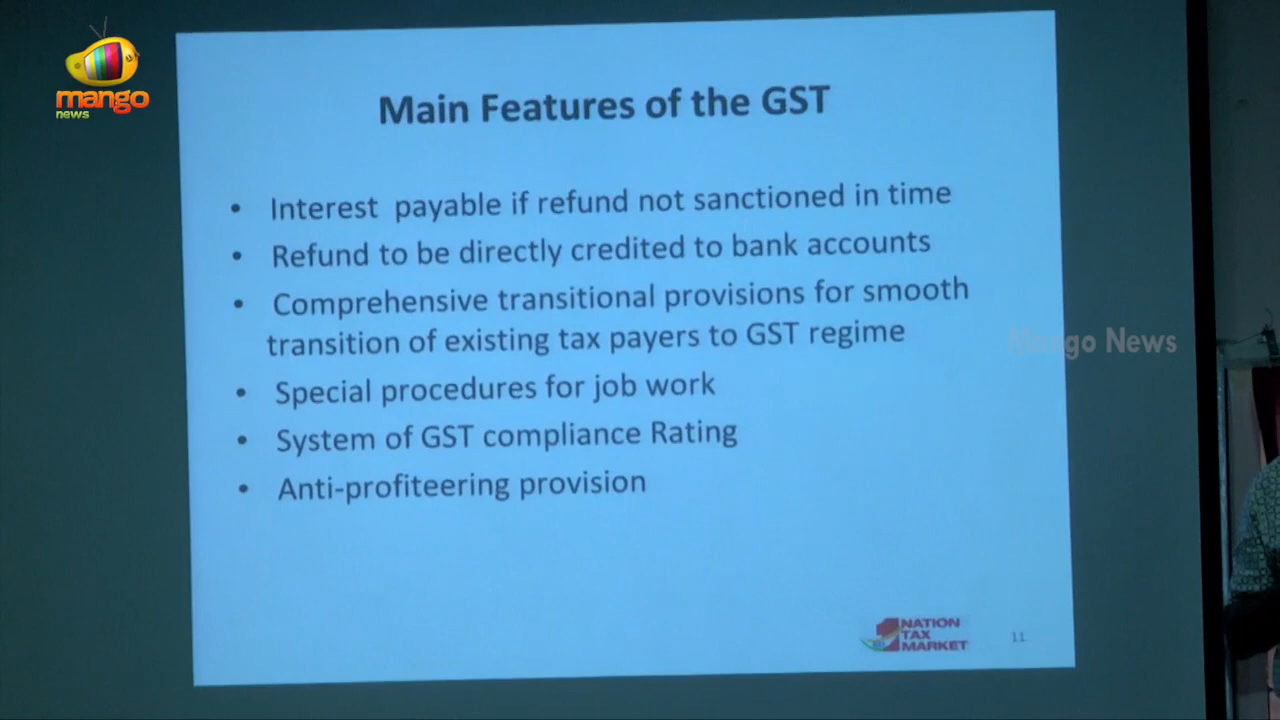 mango
news
Main Features of the GST
• Interest payable if refund not sanctioned in time
• Refund to be directly credited to bank accounts
• Comprehensive transitional provisions for smooth
transition of existing tax payers to GST regime
• Special procedures for job work
• System of GST compliance Rating
• Anti-profiteering provision
Mango News
1 NATION
TAX
MARKET
11